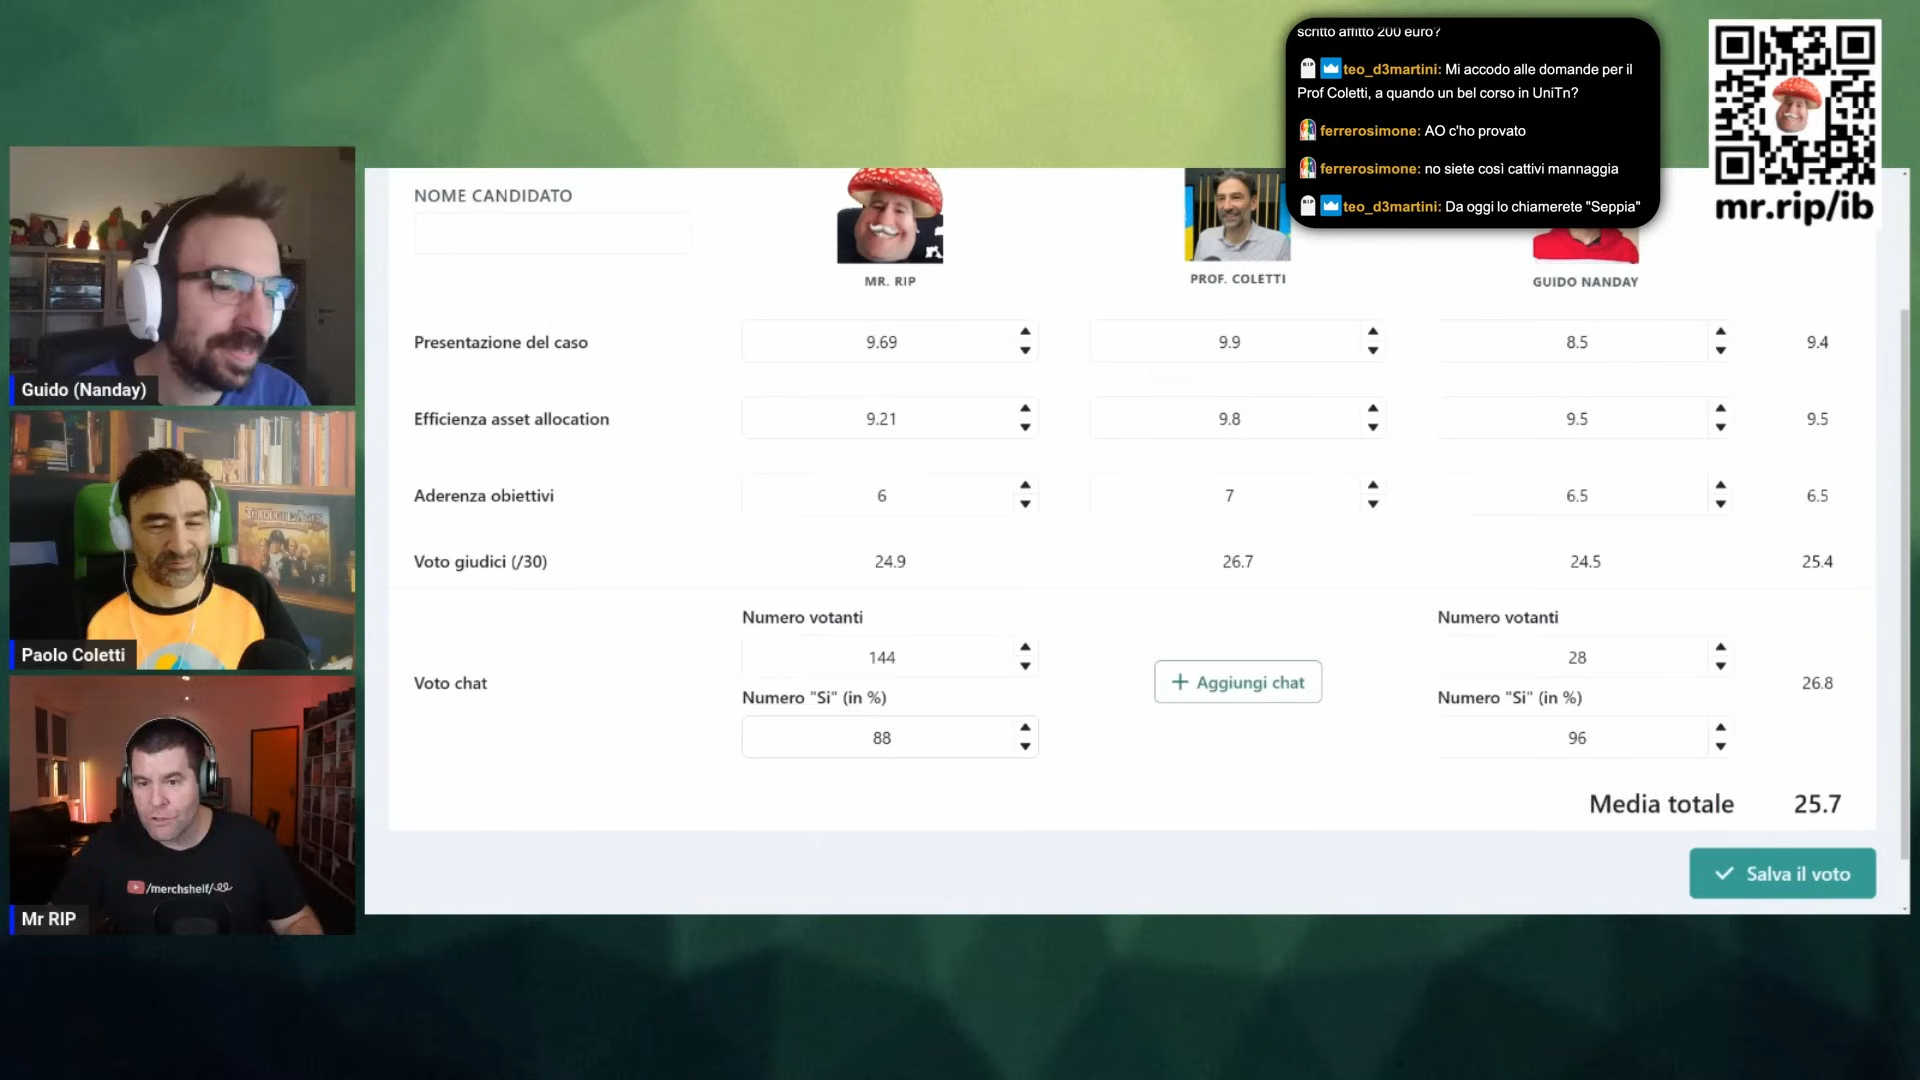 scritto affitto 200 euro?
teo_d3martini: Mi accodo alle domande per il
Prof Coletti, a quando un bel corso in UniTn?
ferrerosimone: AO c'ho provato
ferrerosimone: no siete così cattivi mannaggia
teo_d3martini: Da oggi lo chiamerete "Seppia"
mr.rip/ib
NOME CANDIDATO
MR. RIP
PROF. COLETTI
GUIDO NANDAY
Presentazione del caso 9.69 9.9 8.5 9.4
Efficienza asset allocation 9.21 9.8 9.5 9.5
Aderenza obiettivi 6 7 6.5 6.5
Voto giudici (/30) 24.9 26.7 24.5 25.4
Numero votanti Numero votanti
144 28
Voto chat + Aggiungi chat 26.8
Numero "Si" (in %) Numero "Si" (in %)
88 96
Media totale 25.7
Salva il voto
Guido (Nanday)
Paolo Coletti
/merchshelf/
Mr RIP